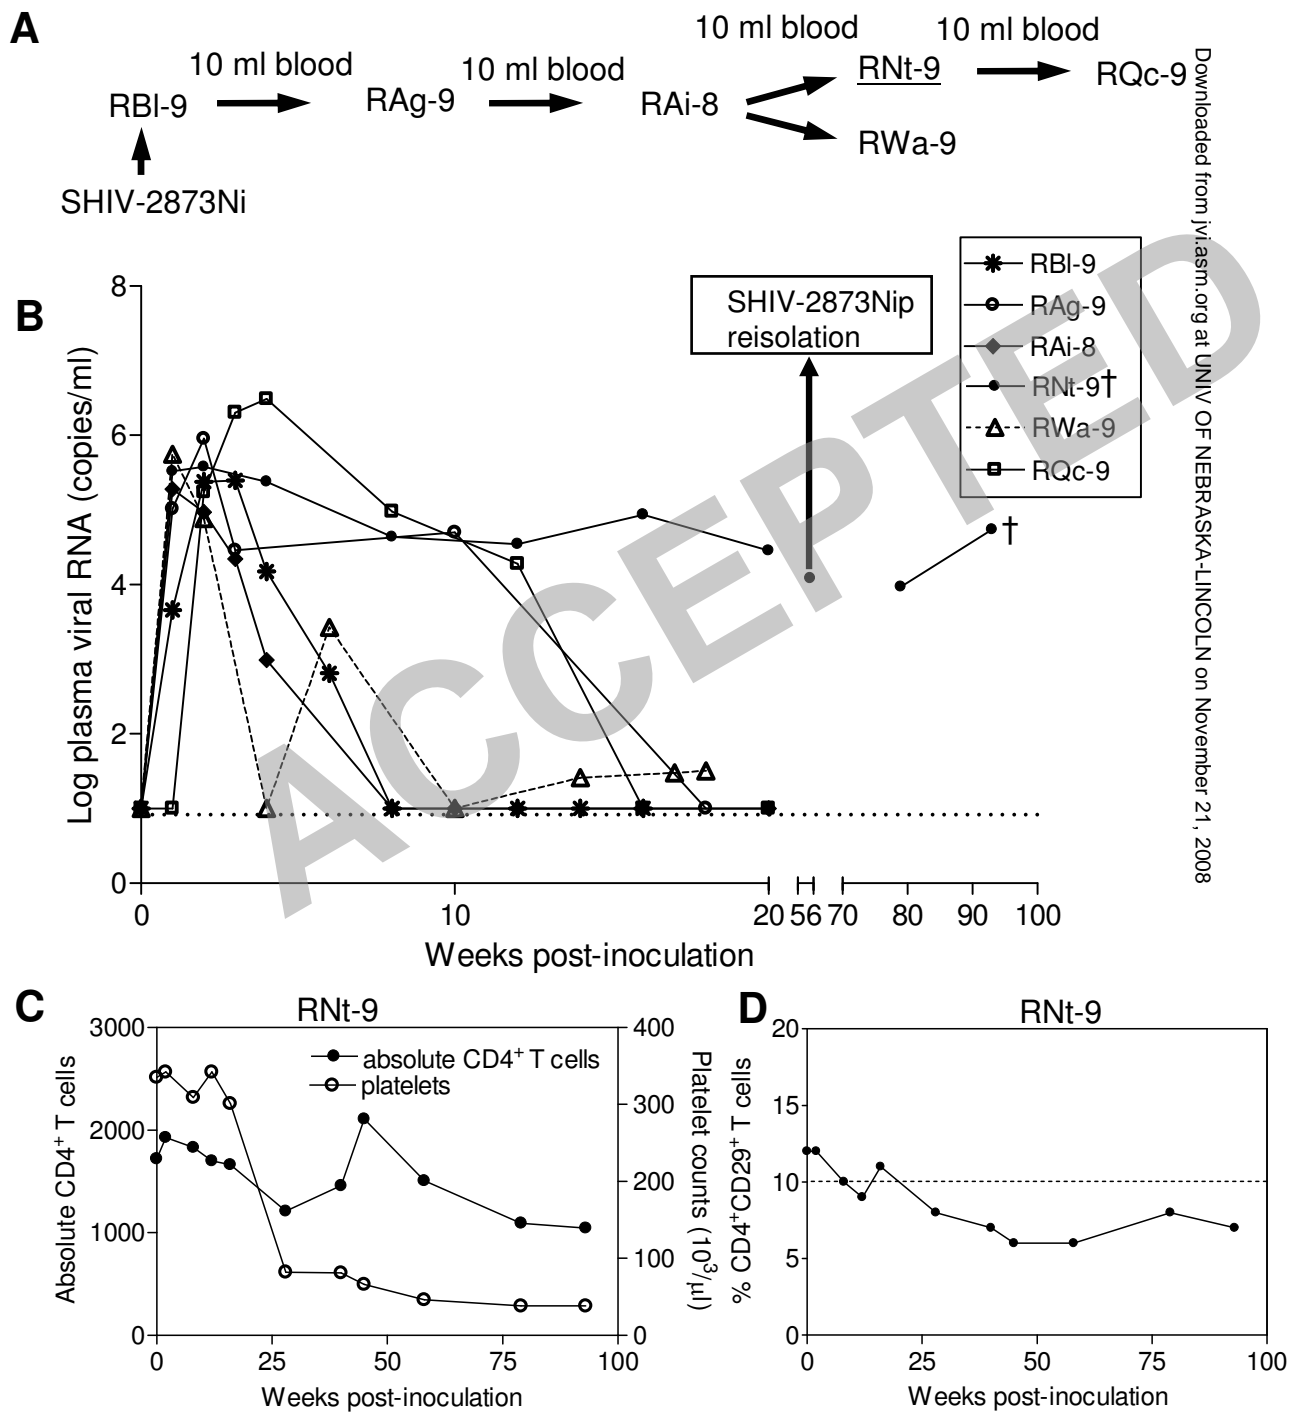 A
10 ml blood
10 ml blood
10 ml blood
10 ml blood
RBl-9
RAg-9
RAi-8
RNt-9
RQc-9
RWa-9
SHIV-2873Ni
B
Log plasma viral RNA (copies/ml)
8
6
4
2
0
SHIV-2873Nip
reisolation
RBl-9
RAg-9
RAi-8
RNt-9†
RWa-9
RQc-9
†
0 10 20 56 70 80 90 100
Weeks post-inoculation
ACCEPTED
Downloaded from jvi.asm.org at UNIV OF NEBRASKA-LINCOLN on November 21, 2008
C
RNt-9
Absolute CD4+ T cells
3000
2000
1000
0
absolute CD4+ T cells
platelets
400
300
200
100
0
Platelet counts (10³/μl)
0 25 50 75 100
Weeks post-inoculation
D
RNt-9
% CD4+CD29+ T cells
20
15
10
5
0
0 25 50 75 100
Weeks post-inoculation